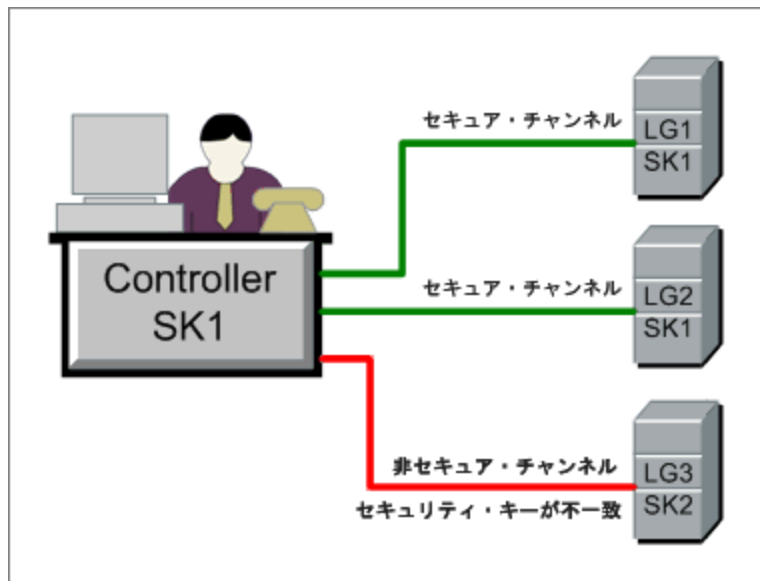 セキュア・チャンネル
LG1
SK1
Controller
SK1
セキュア・チャンネル
LG2
SK1
非セキュア・チャンネル
セキュリティ・キーが不一致
LG3
SK2